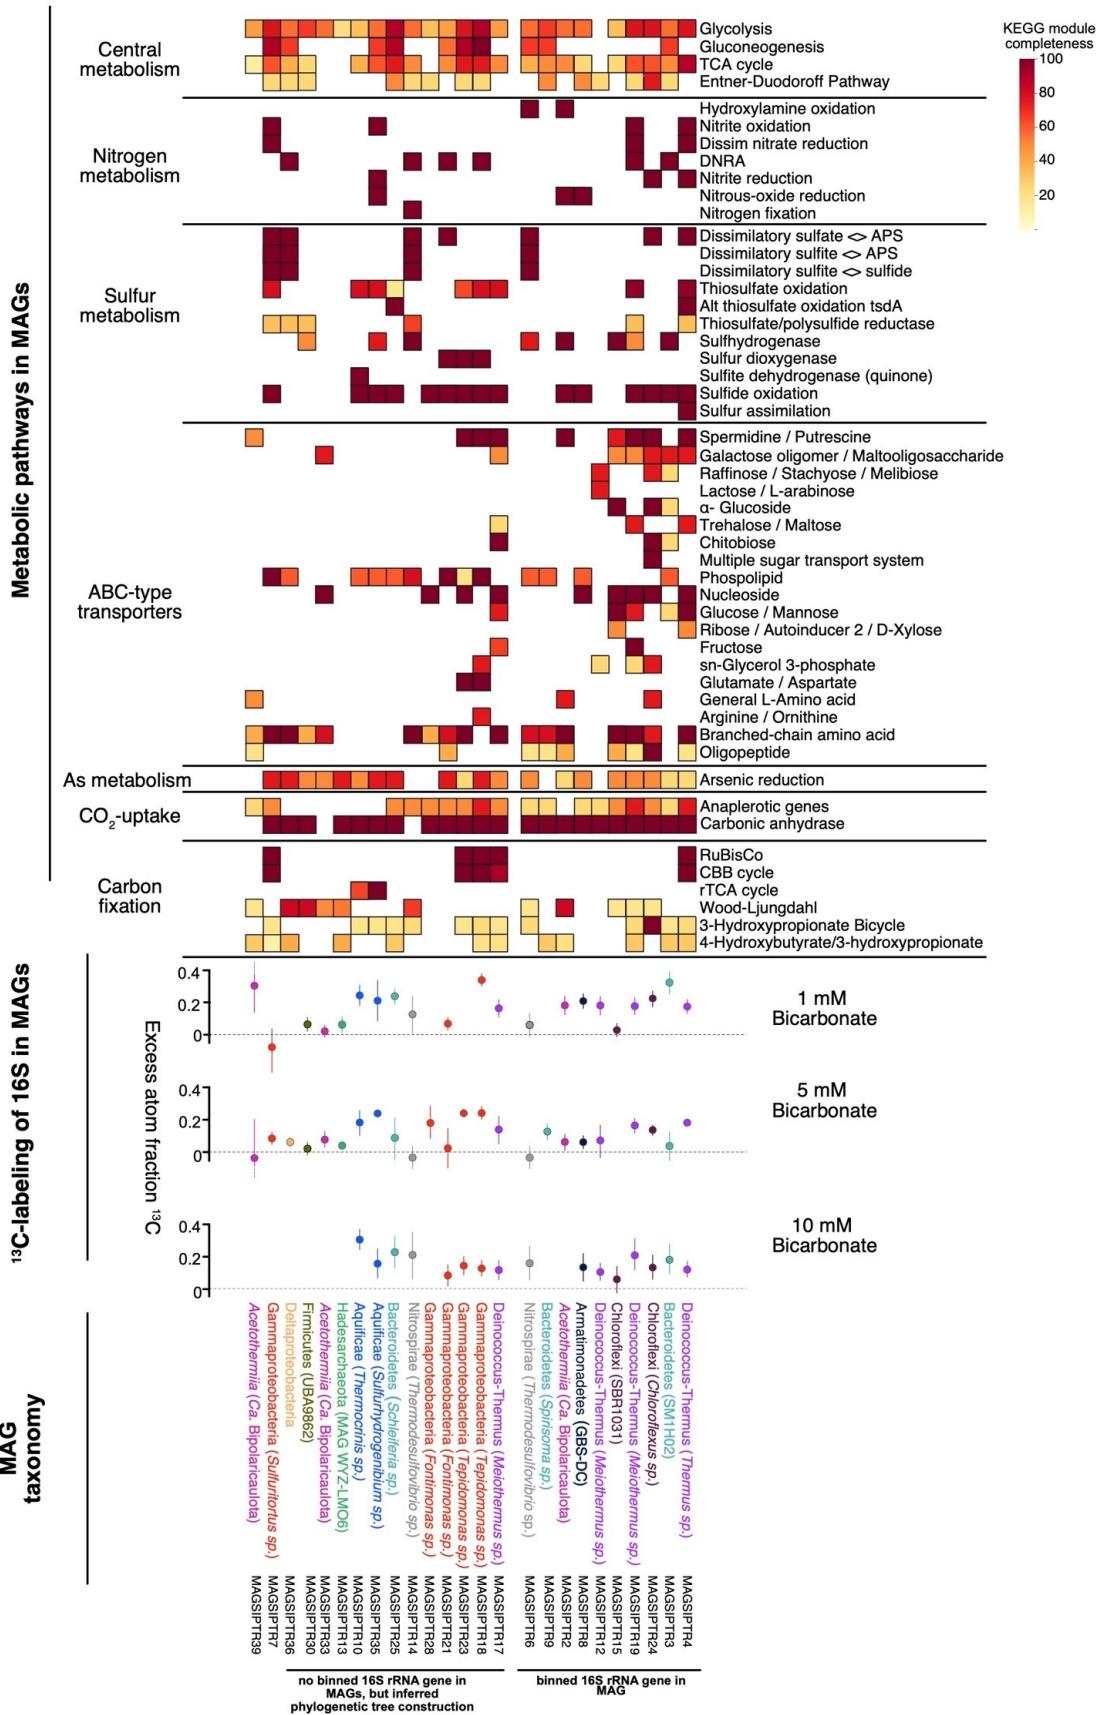 KEGG module
completeness
100
80
60
40
20
Metabolic pathways in MAGs
Central
metabolism
Glycolysis
Gluconeogenesis
TCA cycle
Entner-Duodoroff Pathway
Nitrogen
metabolism
Hydroxylamine oxidation
Nitrite oxidation
Dissim nitrate reduction
DNRA
Nitrite reduction
Nitrous-oxide reduction
Nitrogen fixation
Sulfur
metabolism
Dissimilatory sulfate <> APS
Dissimilatory sulfite <> APS
Dissimilatory sulfite <> sulfide
Thiosulfate oxidation
Alt thiosulfate oxidation tsdA
Thiosulfate/polysulfide reductase
Sulfhydrogenase
Sulfur dioxygenase
Sulfite dehydrogenase (quinone)
Sulfide oxidation
Sulfur assimilation
ABC-type
transporters
Spermidine / Putrescine
Galactose oligomer / Maltooligosaccharide
Raffinose / Stachyose / Melibiose
Lactose / L-arabinose
α- Glucoside
Trehalose / Maltose
Chitobiose
Multiple sugar transport system
Phospolipid
Nucleoside
Glucose / Mannose
Ribose / Autoinducer 2 / D-Xylose
Fructose
sn-Glycerol 3-phosphate
Glutamate / Aspartate
General L-Amino acid
Arginine / Ornithine
Branched-chain amino acid
Oligopeptide
As metabolism
Arsenic reduction
CO2-uptake
Anaplerotic genes
Carbonic anhydrase
Carbon
fixation
RuBisCo
CBB cycle
rTCA cycle
Wood-Ljungdahl
3-Hydroxypropionate Bicycle
4-Hydroxybutyrate/3-hydroxypropionate
13C-labeling of 16S in MAGs
Excess atom fraction 13C
0.4
0.2
0
1 mM
Bicarbonate
0.4
0.2
0
5 mM
Bicarbonate
0.4
0.2
0
10 mM
Bicarbonate
MAG
taxonomy
Acetothermiia (Ca. Bipolaricaulota)
Gammaproteobacteria (Sulfuritortus sp.)
Deltaproteobacteria
Firmicutes (UBA9862)
Acetothermiia (Ca. Bipolaricaulota)
Hadesarchaeota (MAG WYZ-LMO6)
Aquificae (Thermocrinis sp.)
Aquificae (Sulfurhydrogenibium sp.)
Bacteroidetes (Schleiferia sp.)
Nitrospirae (Thermodesulfovibrio sp.)
Gammaproteobacteria (Fontimonas sp.)
Gammaproteobacteria (Fontimonas sp.)
Gammaproteobacteria (Tepidomonas sp.)
Gammaproteobacteria (Tepidomonas sp.)
Deinococcus-Thermus (Meiothermus sp.)
Nitrospirae (Thermodesulfovibrio sp.)
Bacteroidetes (Spirisoma sp.)
Acetothermiia (Ca. Bipolaricaulota)
Armatimonadetes (GBS-DC)
Deinococcus-Thermus (Meiothermus sp.)
Chloroflexi (SBR1031)
Deinococcus-Thermus (Meiothermus sp.)
Chloroflexi (Chloroflexus sp.)
Bacteroidetes (SM1H02)
Deinococcus-Thermus (Thermus sp.)
MAGSIPTR39
MAGSIPTR7
MAGSIPTR36
MAGSIPTR30
MAGSIPTR33
MAGSIPTR13
MAGSIPTR10
MAGSIPTR35
MAGSIPTR25
MAGSIPTR14
MAGSIPTR28
MAGSIPTR21
MAGSIPTR23
MAGSIPTR18
MAGSIPTR17
MAGSIPTR6
MAGSIPTR9
MAGSIPTR2
MAGSIPTR8
MAGSIPTR12
MAGSIPTR15
MAGSIPTR19
MAGSIPTR24
MAGSIPTR3
MAGSIPTR4
no binned 16S rRNA gene in
MAGs, but inferred
phylogenetic tree construction
binned 16S rRNA gene in
MAG